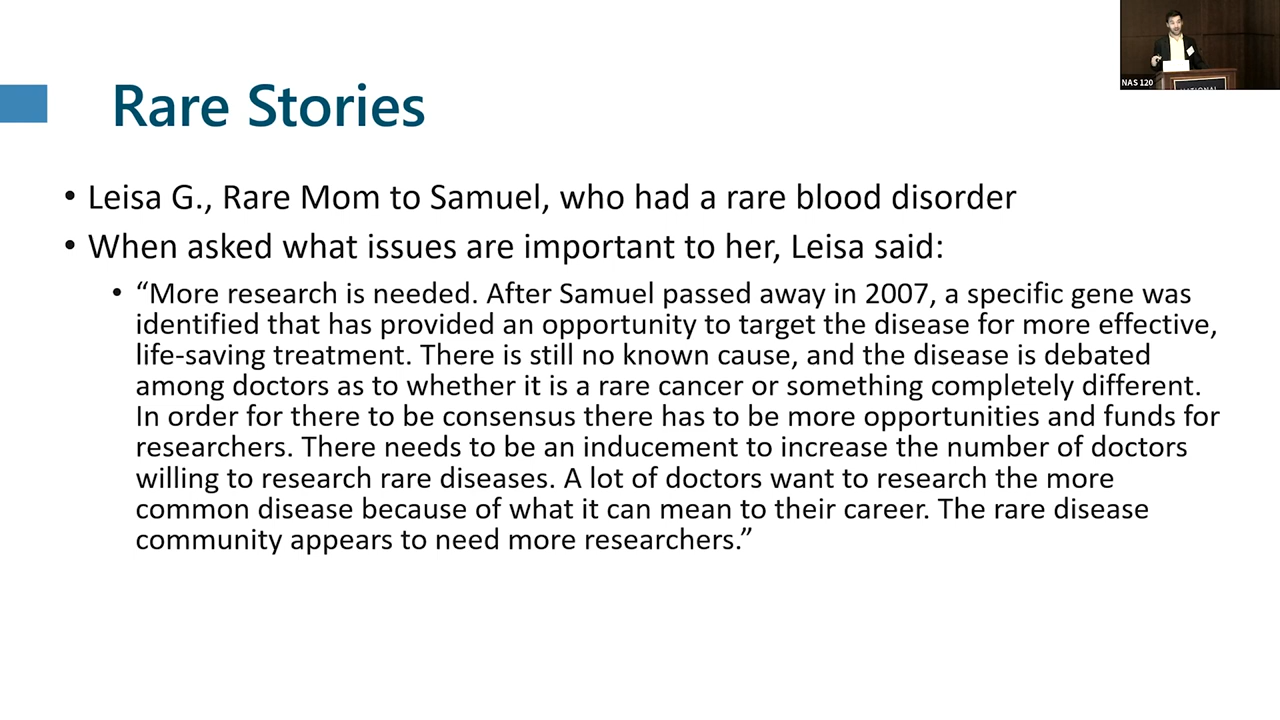 NAS 120
NATIONAL
Rare Stories
• Leisa G., Rare Mom to Samuel, who had a rare blood disorder
• When asked what issues are important to her, Leisa said:
• “More research is needed. After Samuel passed away in 2007, a specific gene was
identified that has provided an opportunity to target the disease for more effective,
life-saving treatment. There is still no known cause, and the disease is debated
among doctors as to whether it is a rare cancer or something completely different.
In order for there to be consensus there has to be more opportunities and funds for
researchers. There needs to be an inducement to increase the number of doctors
willing to research rare diseases. A lot of doctors want to research the more
common disease because of what it can mean to their career. The rare disease
community appears to need more researchers.”